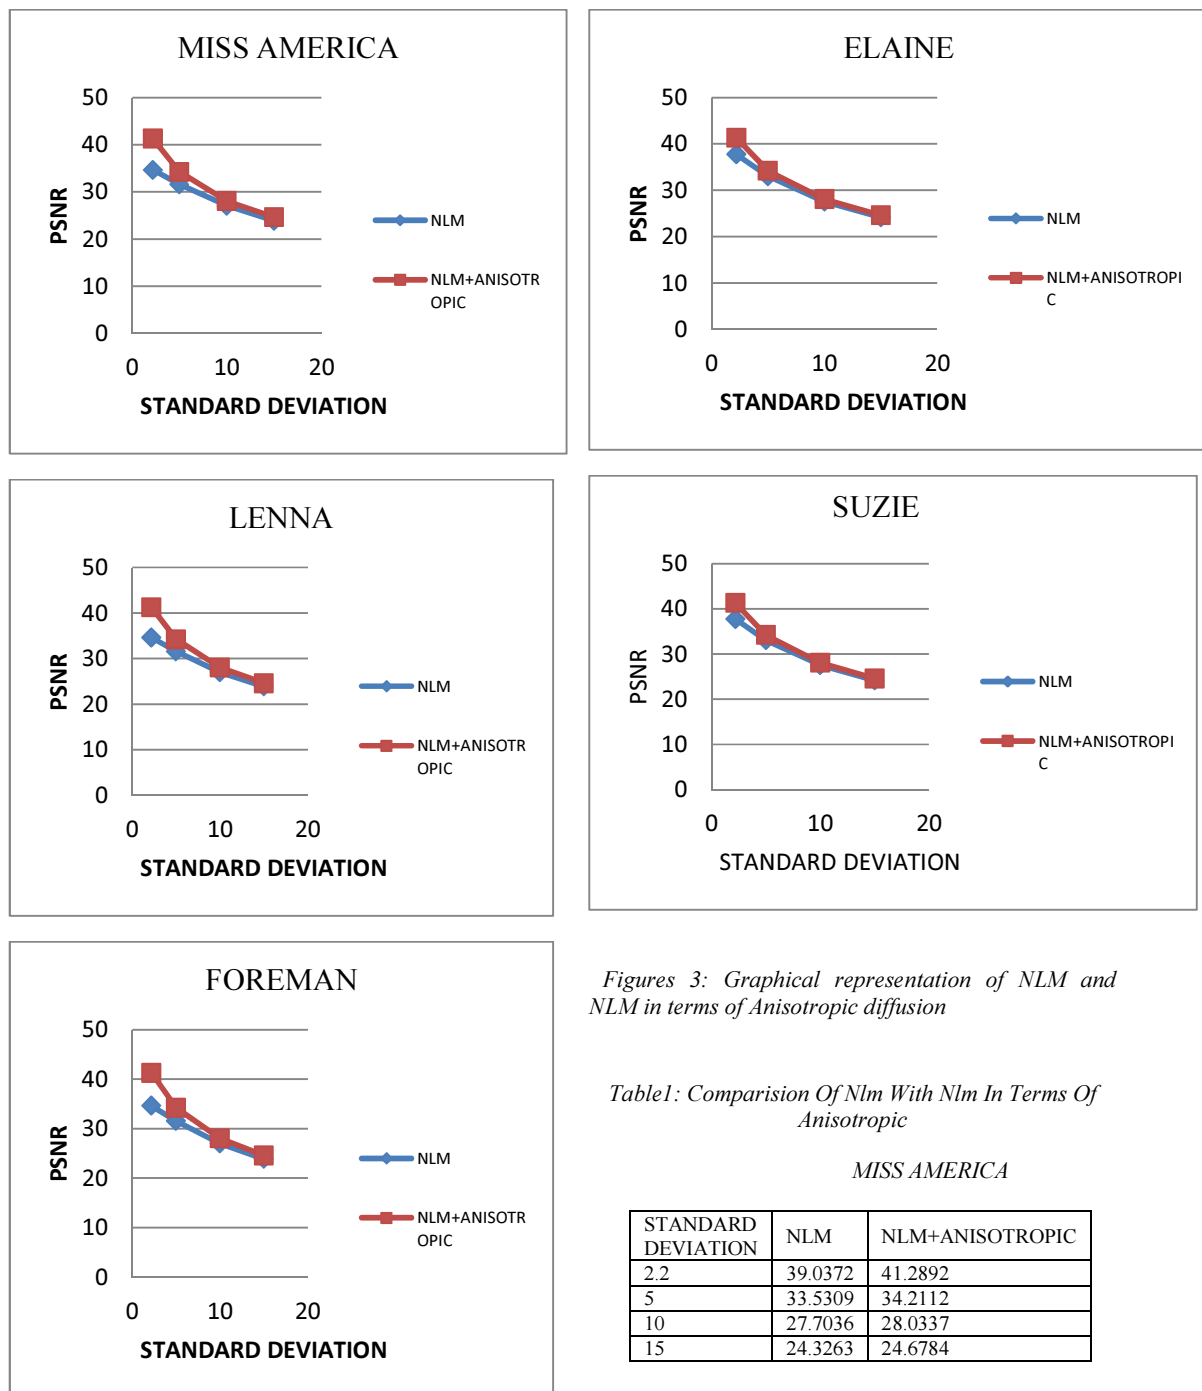 MISS AMERICA
50
40
30
20
10
0
PSNR
0 10 20
STANDARD DEVIATION
NLM
NLM+ANISOTR
OPIC
ELAINE
50
40
30
20
10
0
PSNR
0 10 20
STANDARD DEVIATION
NLM
NLM+ANISOTROPI
C
LENNA
50
40
30
20
10
0
PSNR
0 10 20
STANDARD DEVIATION
NLM
NLM+ANISOTR
OPIC
SUZIE
50
40
30
20
10
0
PSNR
0 10 20
STANDARD DEVIATION
NLM
NLM+ANISOTROPI
C
FOREMAN
50
40
30
20
10
0
PSNR
0 10 20
STANDARD DEVIATION
NLM
NLM+ANISOTR
OPIC
Figures 3: Graphical representation of NLM and
NLM in terms of Anisotropic diffusion
Table1: Comparision Of Nlm With Nlm In Terms Of
Anisotropic
MISS AMERICA
STANDARD
DEVIATION NLM NLM+ANISOTROPIC
2.2 39.0372 41.2892
5 33.5309 34.2112
10 27.7036 28.0337
15 24.3263 24.6784